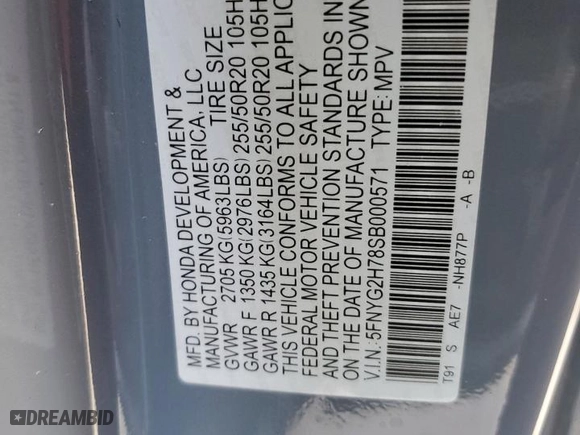 MFD. BY HONDA DEVELOPMENT &
MANUFACTURING OF AMERICA, LLC
GVWR 2705 KG(5963LBS) TIRE SIZE
GAWR F 1350 KG(2976LBS) 255/50R20 105H
GAWR R 1435 KG(3164LBS) 255/50R20 105H
THIS VEHICLE CONFORMS TO ALL APPLIC
FEDERAL MOTOR VEHICLE SAFETY
AND THEFT PREVENTION STANDARDS IN
ON THE DATE OF MANUFACTURE SHOWN
V.I.N.:5FNYG2H78SB000571 TYPE: MPV
T91 S AE7 -NH877P -A -B
DREAMBID